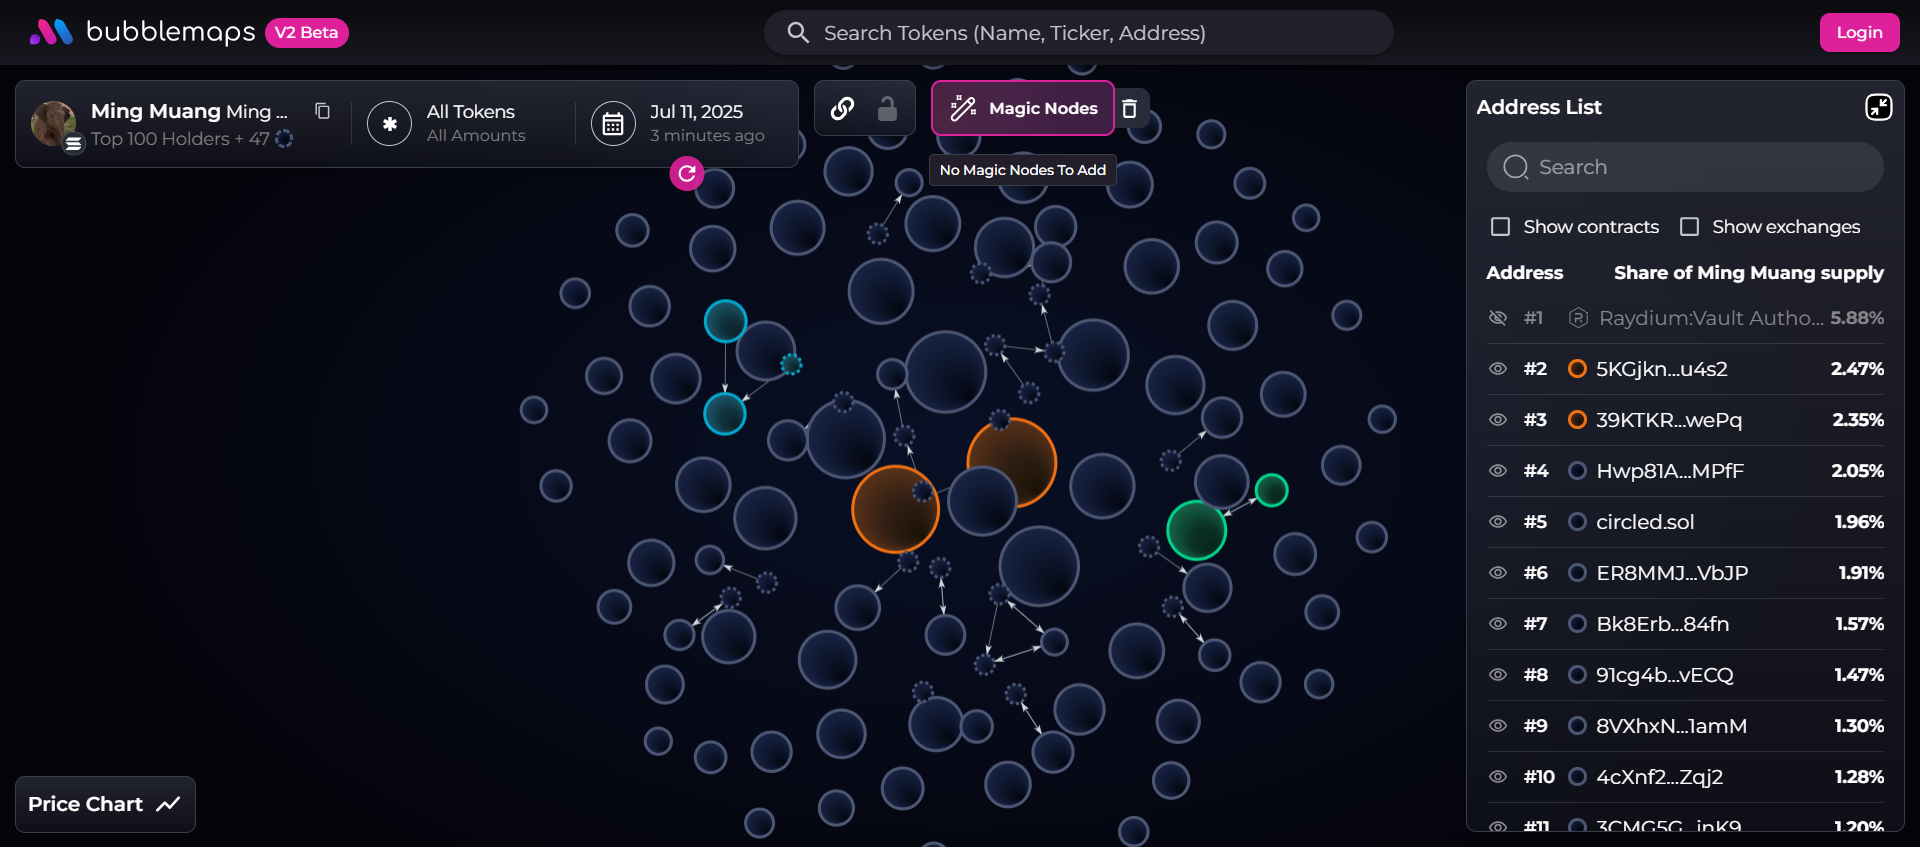 bubblemaps V2 Beta
Search Tokens (Name, Ticker, Address)
Login
Ming Muang Ming ...
Top 100 Holders + 47
All Tokens
All Amounts
Jul 11, 2025
3 minutes ago
Magic Nodes
No Magic Nodes To Add
Address List
Search
Show contracts
Show exchanges
Address Share of Ming Muang supply
#1 Raydium:Vault Autho... 5.88%
#2 5KGjkn...u4s2 2.47%
#3 39KTKR...wePq 2.35%
#4 Hwp81A...MPfF 2.05%
#5 circled.sol 1.96%
#6 ER8MMJ...VbJP 1.91%
#7 Bk8Erb...84fn 1.57%
#8 91cg4b...vECQ 1.47%
#9 8VXhxN...1amM 1.30%
#10 4cXnf2...Zqj2 1.28%
#11 3CMG5G...jnK9 1.20%
Price Chart